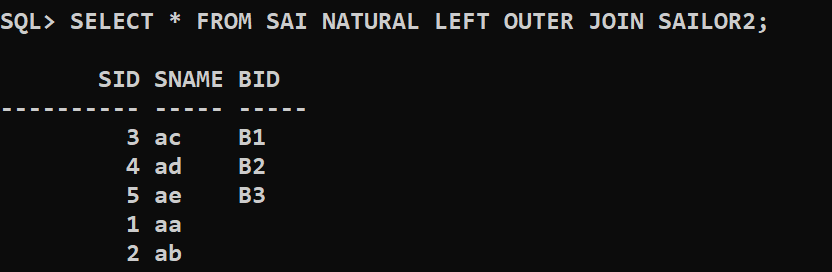 SQL> SELECT * FROM SAI NATURAL LEFT OUTER JOIN SAILOR2;
SID SNAME BID
---------- ----- -----
3 ac B1
4 ad B2
5 ae B3
1 aa
2 ab